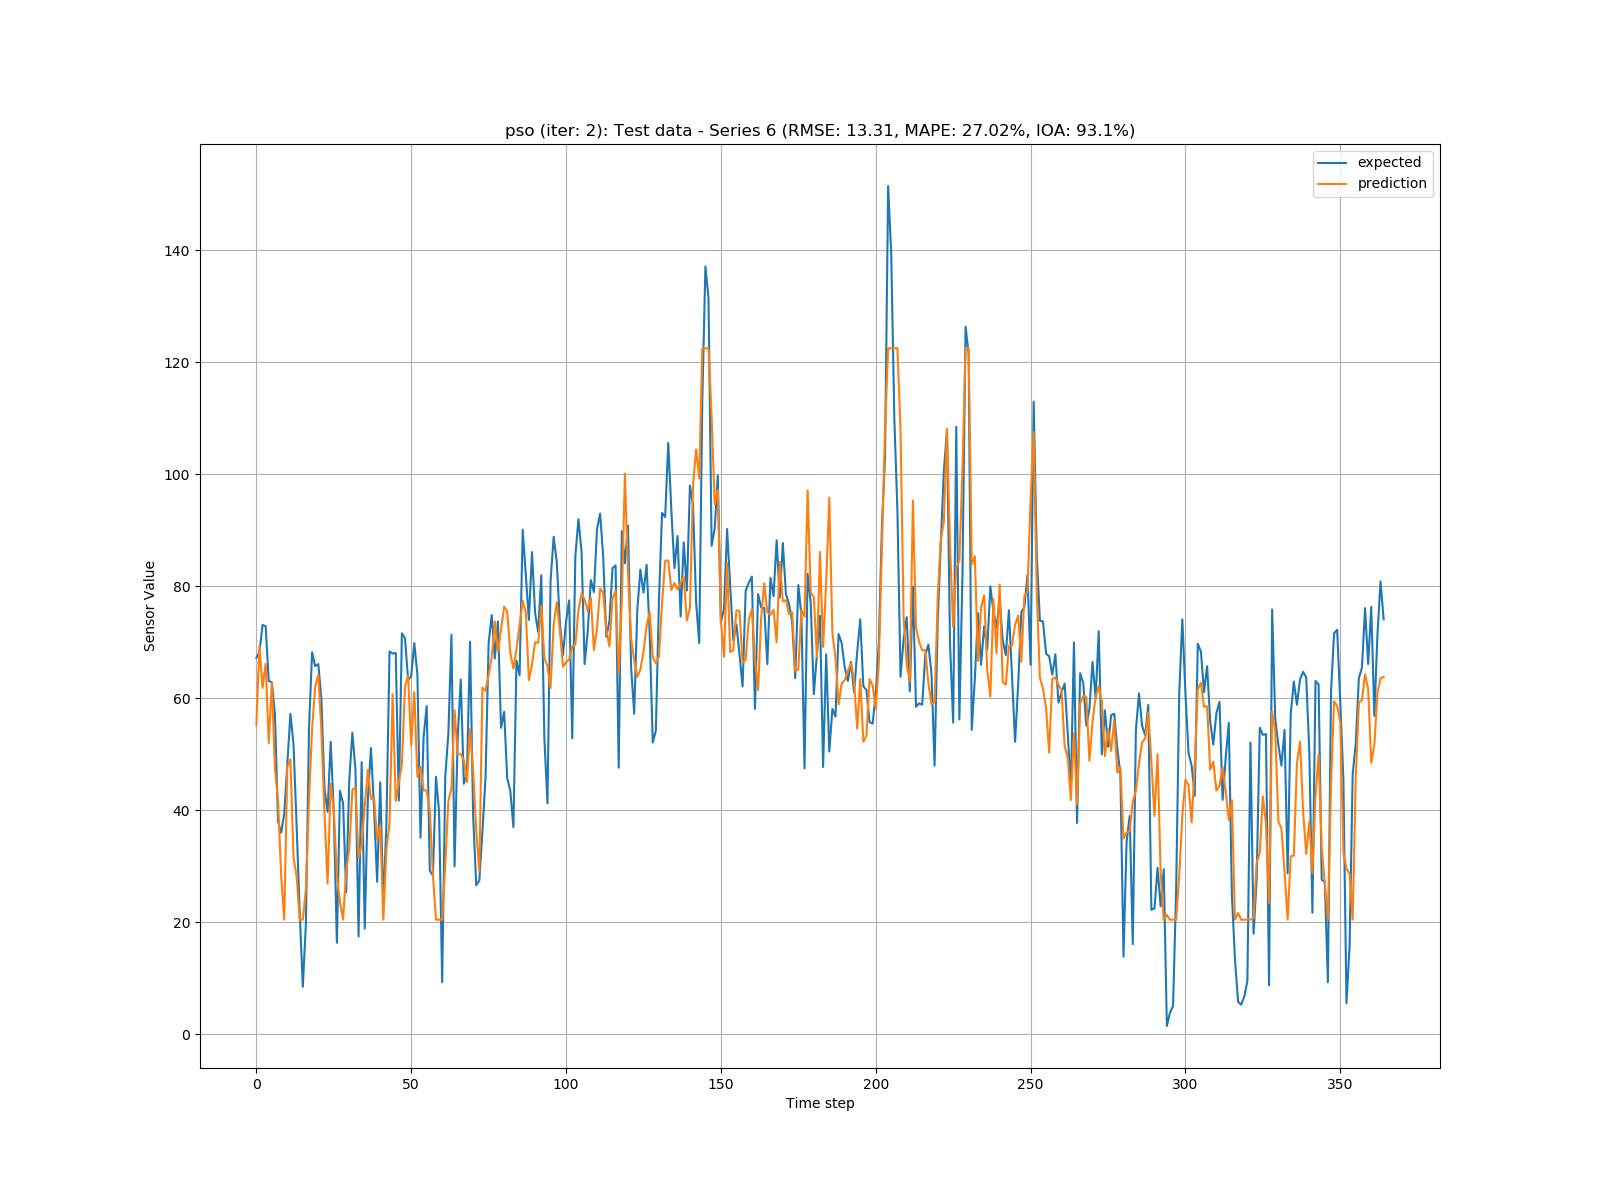 pso (iter: 2): Test data - Series 6 (RMSE: 13.31, MAPE: 27.02%, IOA: 93.1%)
expected
prediction
140
120
100
80
60
40
20
0
Sensor Value
0 50 100 150 200 250 300 350
Time step